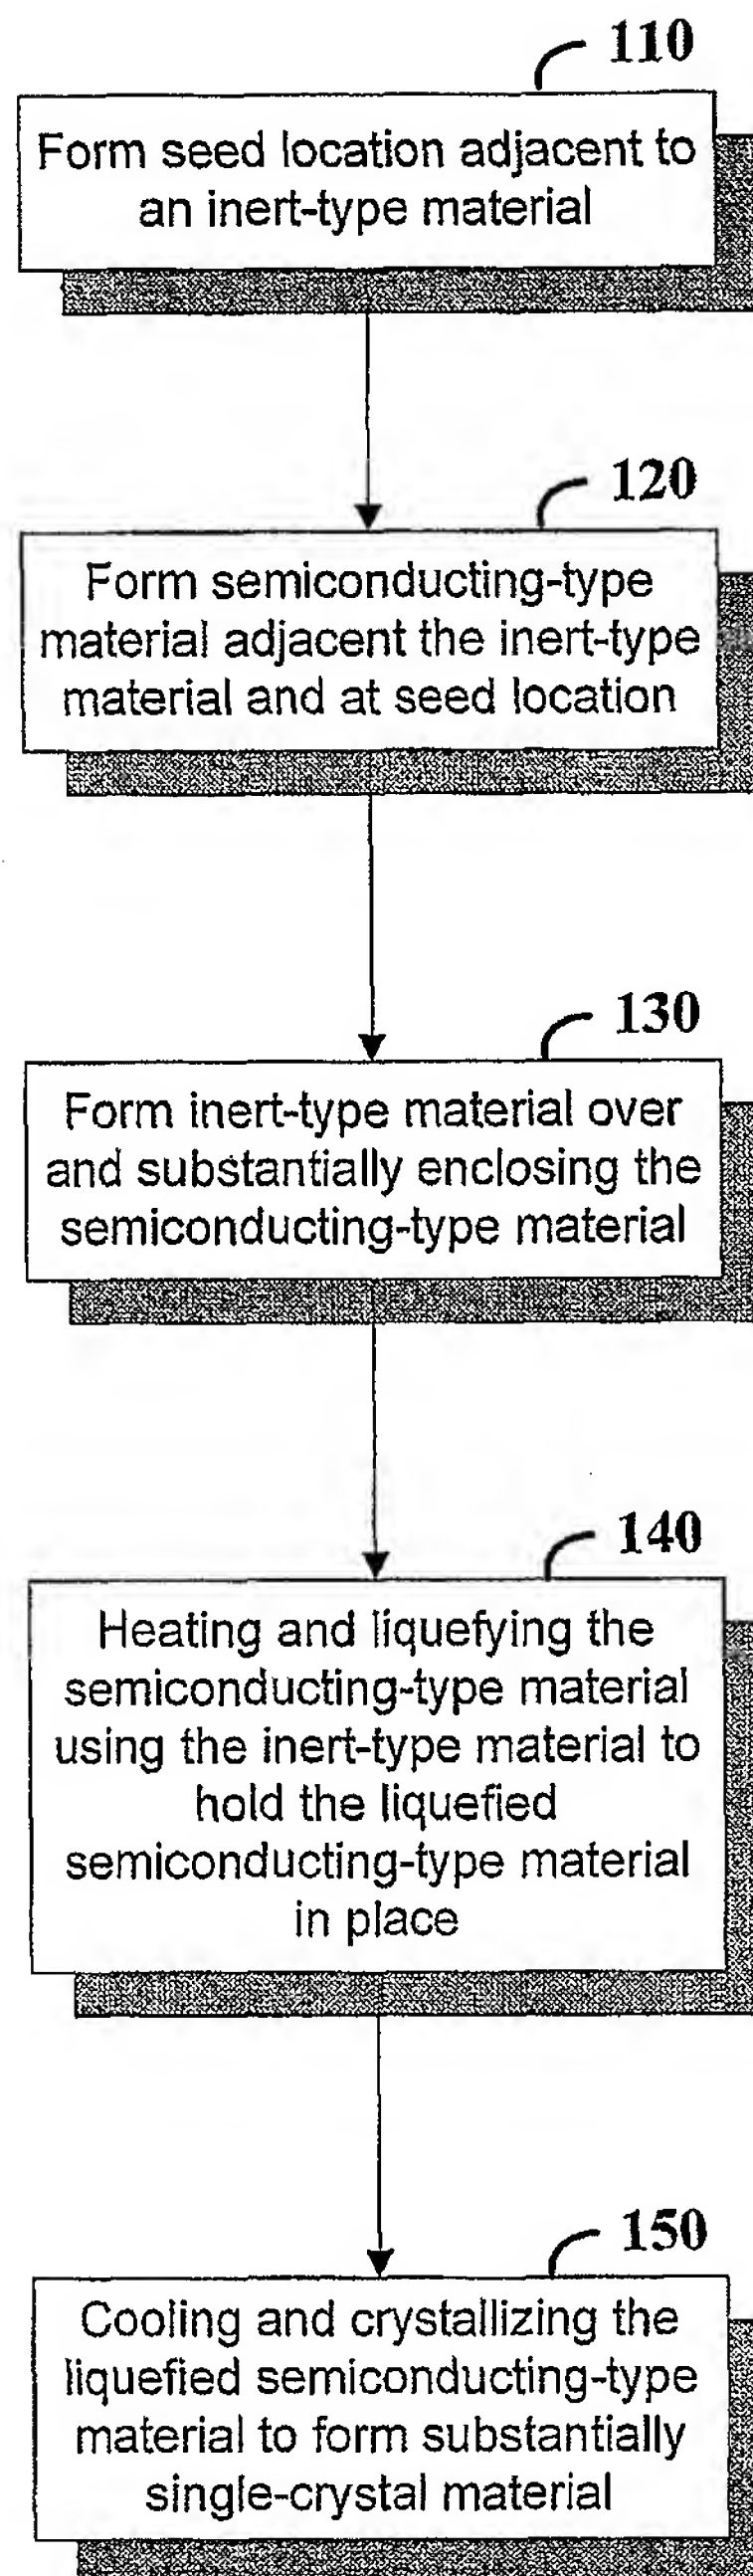 110
Form seed location adjacent to
an inert-type material
120
Form semiconducting-type
material adjacent the inert-type
material and at seed location
130
Form inert-type material over
and substantially enclosing the
semiconducting-type material
140
Heating and liquefying the
semiconducting-type material
using the inert-type material to
hold the liquefied
semiconducting-type material
in place
150
Cooling and crystallizing the
liquefied semiconducting-type
material to form substantially
single-crystal material